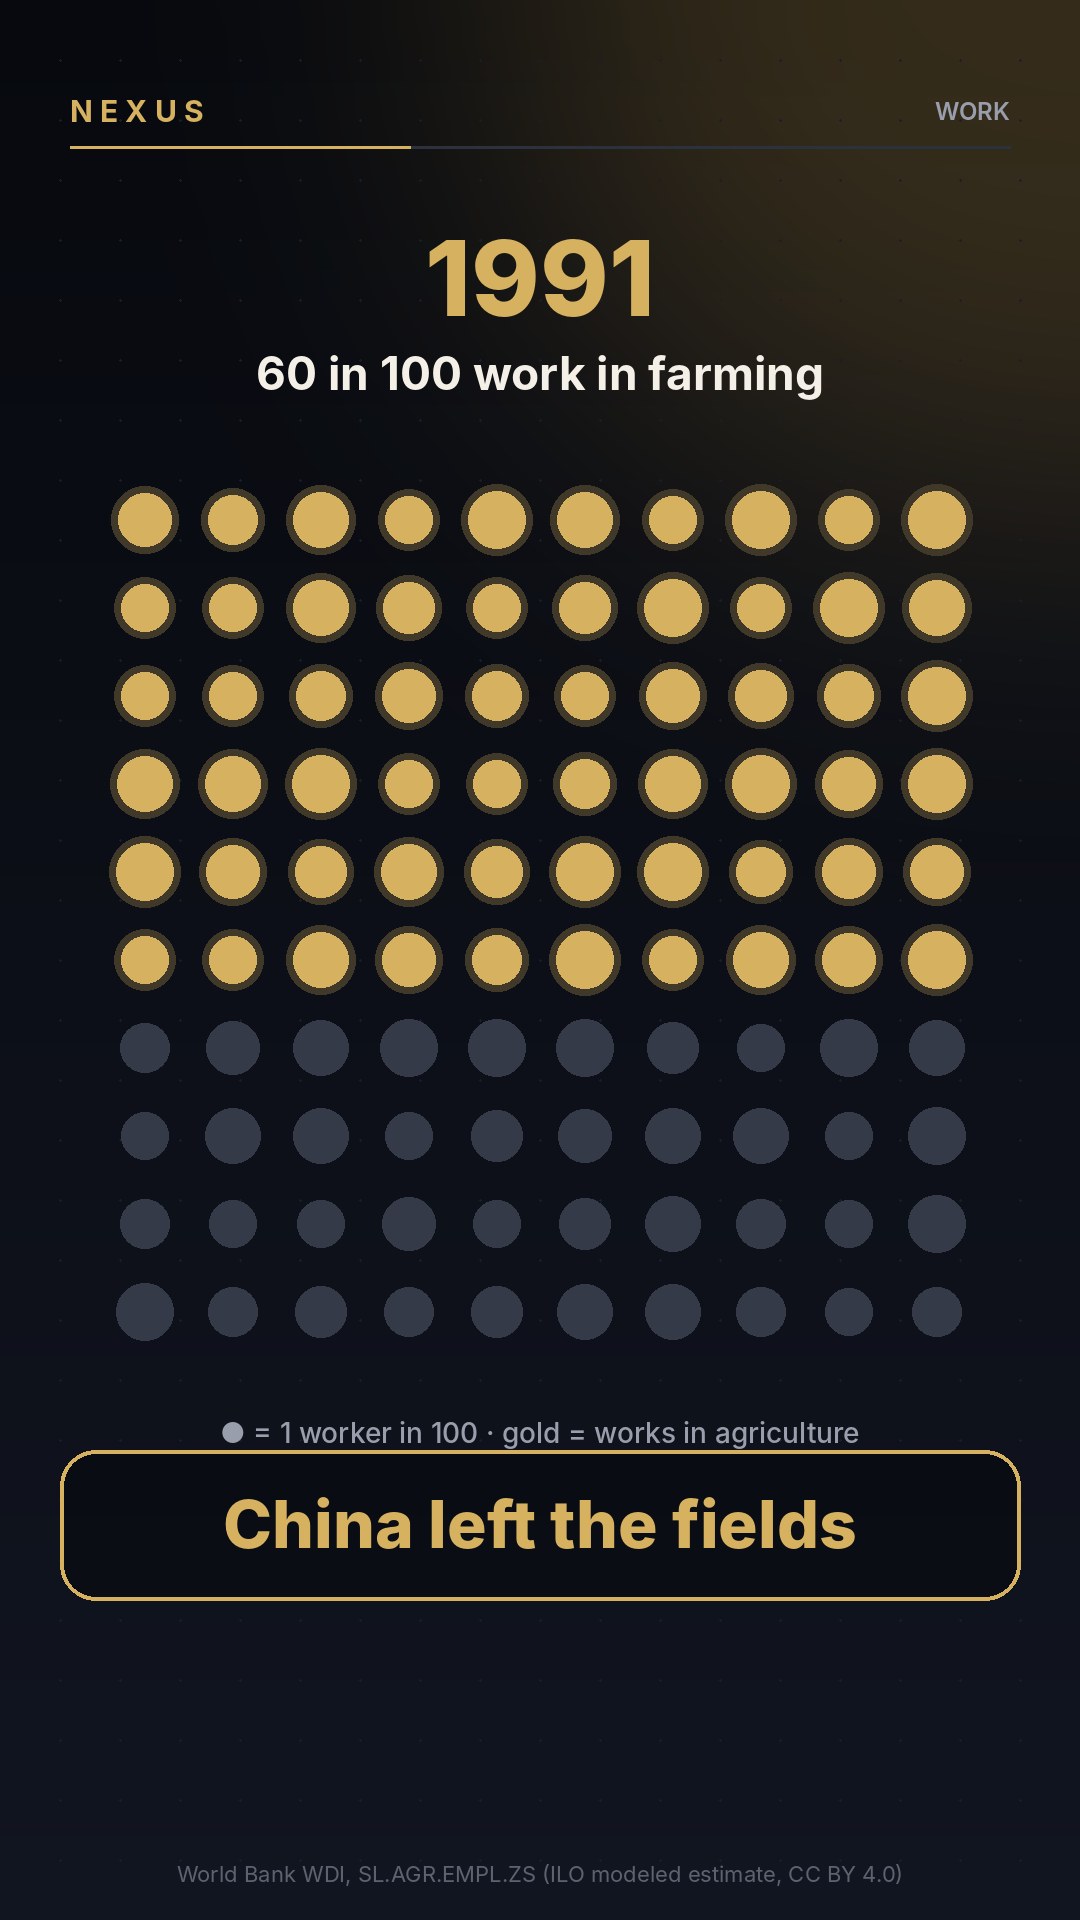 NEXUS
WORK
1991
60 in 100 work in farming
● = 1 worker in 100 · gold = works in agriculture
China left the fields
World Bank WDI, SL.AGR.EMPL.ZS (ILO modeled estimate, CC BY 4.0)